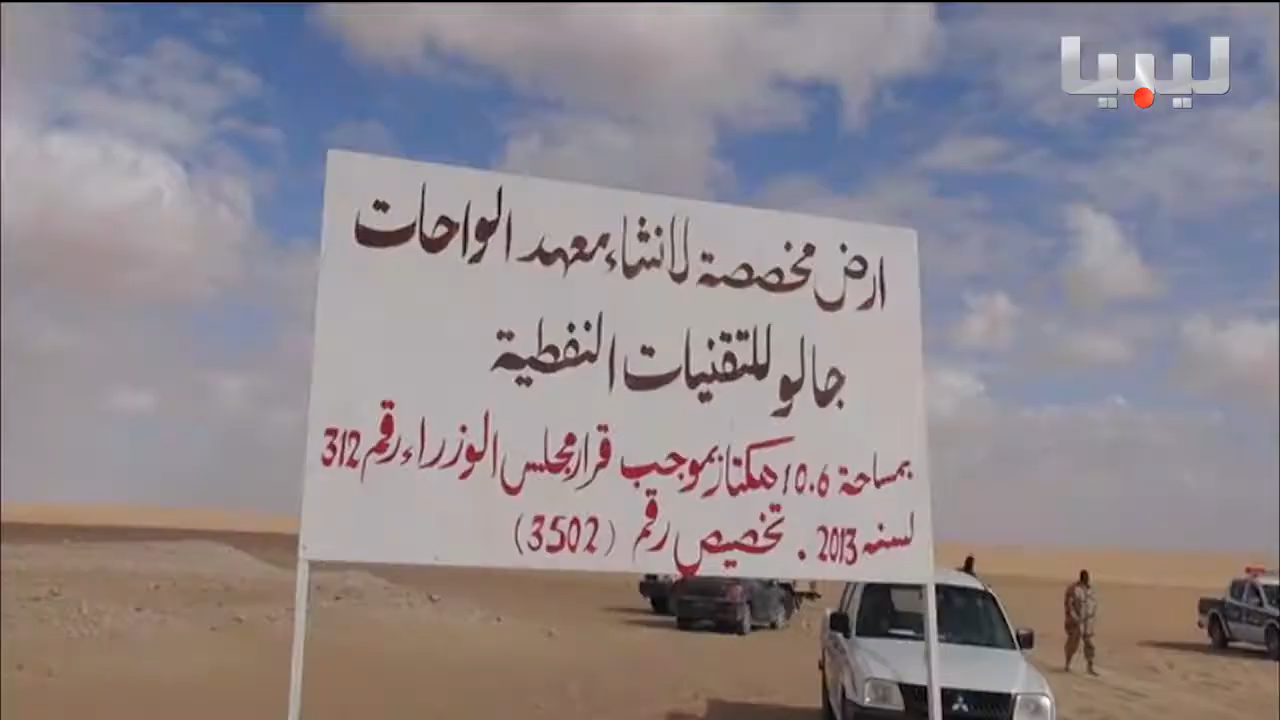 ليبيا
ارض مخصصة لانشاء معهد الواحات
جالو للتقنيات النفطية
بمساحة 10.6 هكتار بموجب قرار مجلس الوزراء رقم 312
لسنه 2013 . تخصيص رقم (3502)